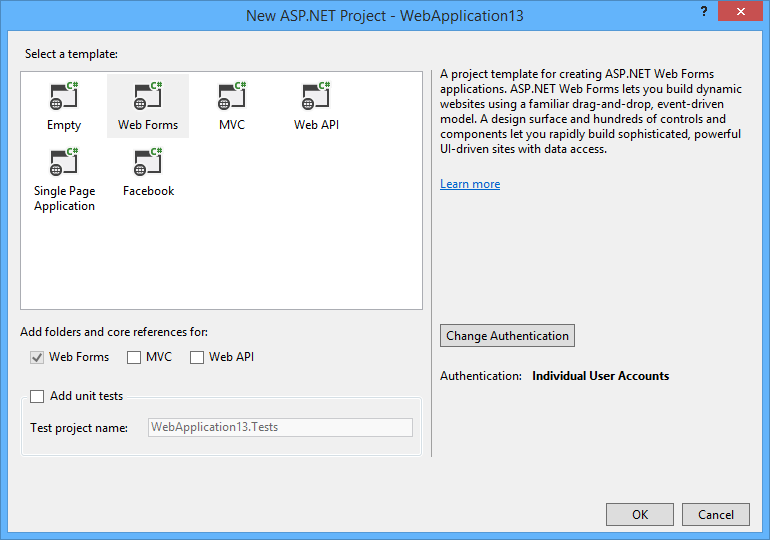 New ASP.NET Project - WebApplication13
?
Select a template:
C# C# C# C#
Empty Web Forms MVC Web API
C# C#
Single Page
Application
Facebook
A project template for creating ASP.NET Web Forms
applications. ASP.NET Web Forms lets you build dynamic
websites using a familiar drag-and-drop, event-driven
model. A design surface and hundreds of controls and
components let you rapidly build sophisticated, powerful
UI-driven sites with data access.
Learn more
Add folders and core references for:
Web Forms MVC Web API
Add unit tests
Test project name: WebApplication13.Tests
Change Authentication
Authentication: Individual User Accounts
OK Cancel